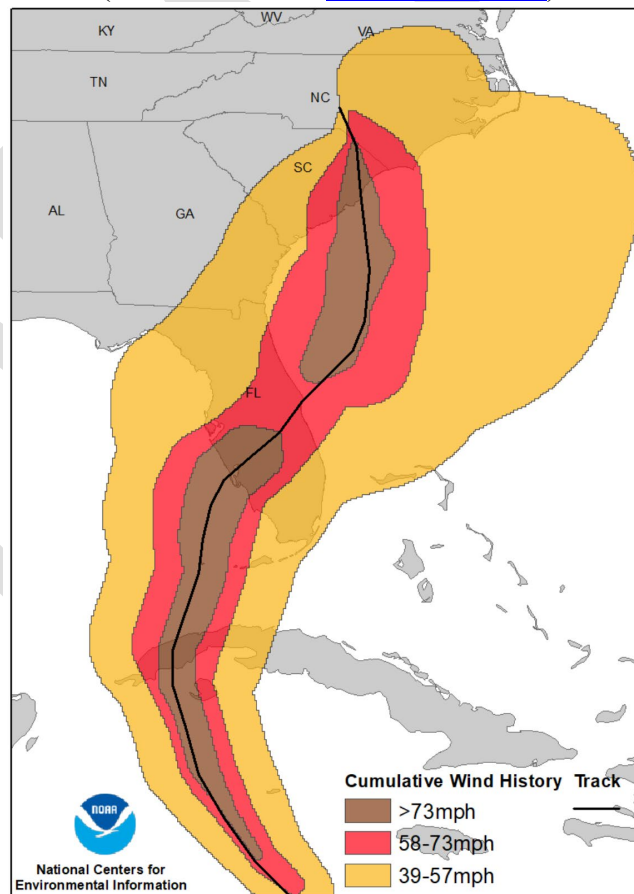 KY
WV
VA
TN
NC
SC
AL
GA
FL
NOAA
National Centers for
Environmental Information
Cumulative Wind History Track
>73mph
58-73mph
39-57mph